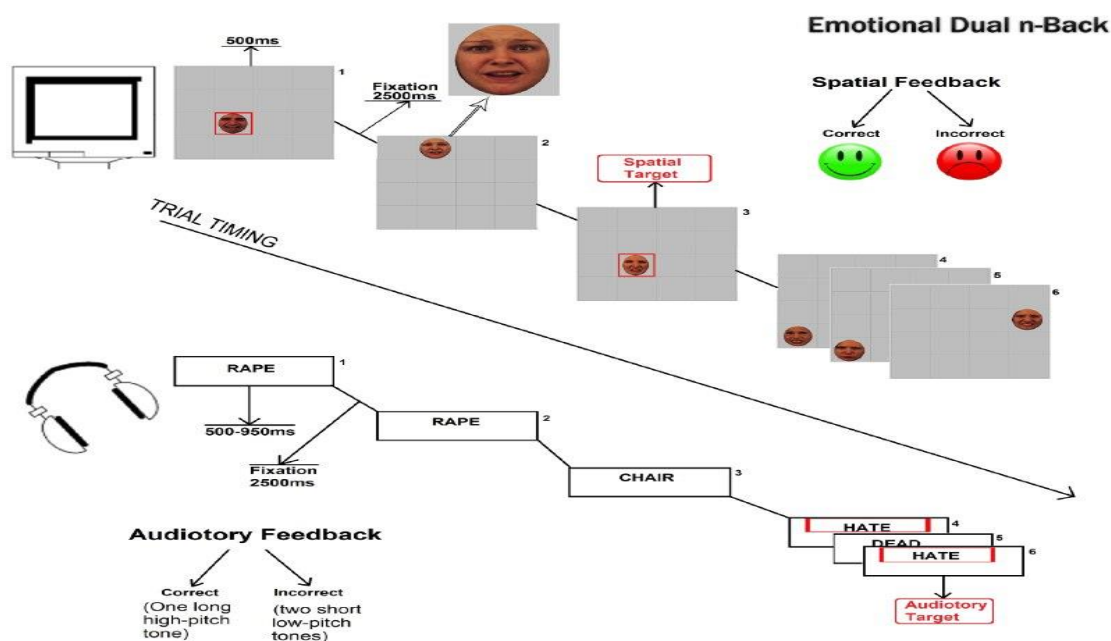 Emotional Dual n-Back
500ms
1
Fixation
2500ms
2
Spatial Feedback
Correct
Incorrect
Spatial
Target
3
TRIAL TIMING
4
5
6
RAPE
1
500-950ms
Fixation
2500ms
RAPE
2
CHAIR
3
HATE
4
DEAD
5
HATE
6
Audiotory
Target
Audiotory Feedback
Correct
(One long
high-pitch
tone)
Incorrect
(two short
low-pitch
tones)